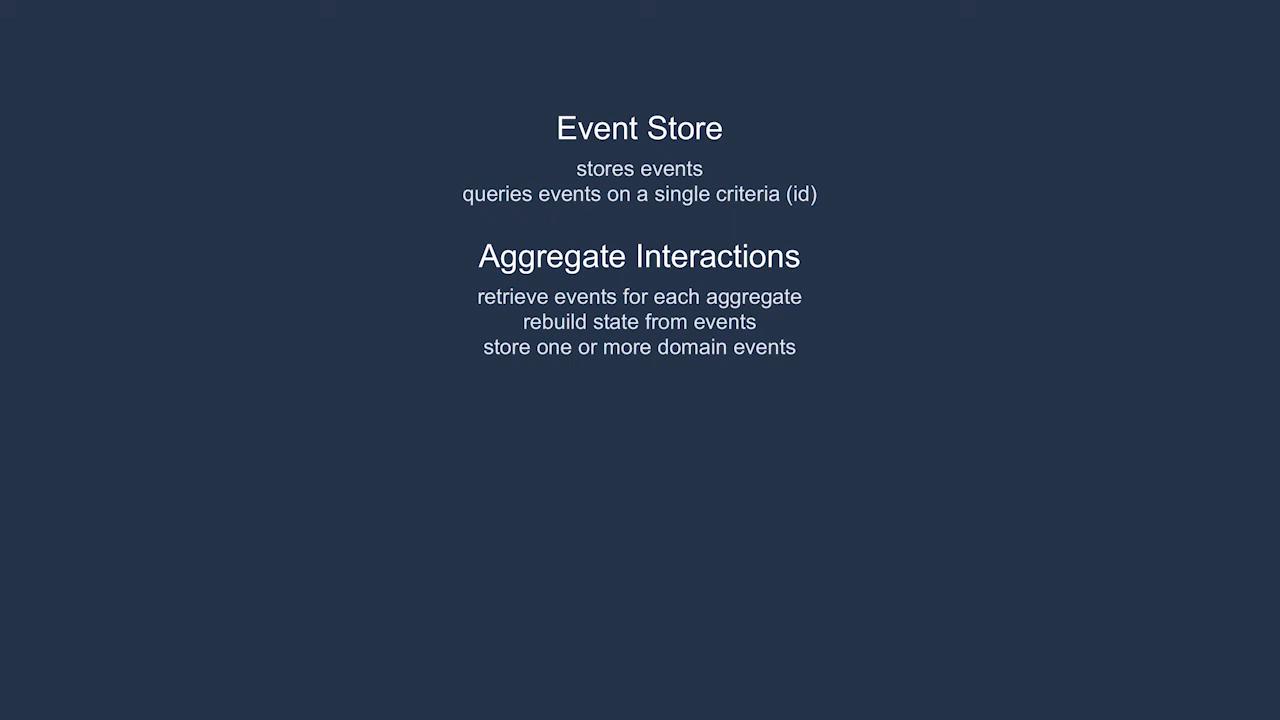 Event Store
stores events
queries events on a single criteria (id)
Aggregate Interactions
retrieve events for each aggregate
rebuild state from events
store one or more domain events